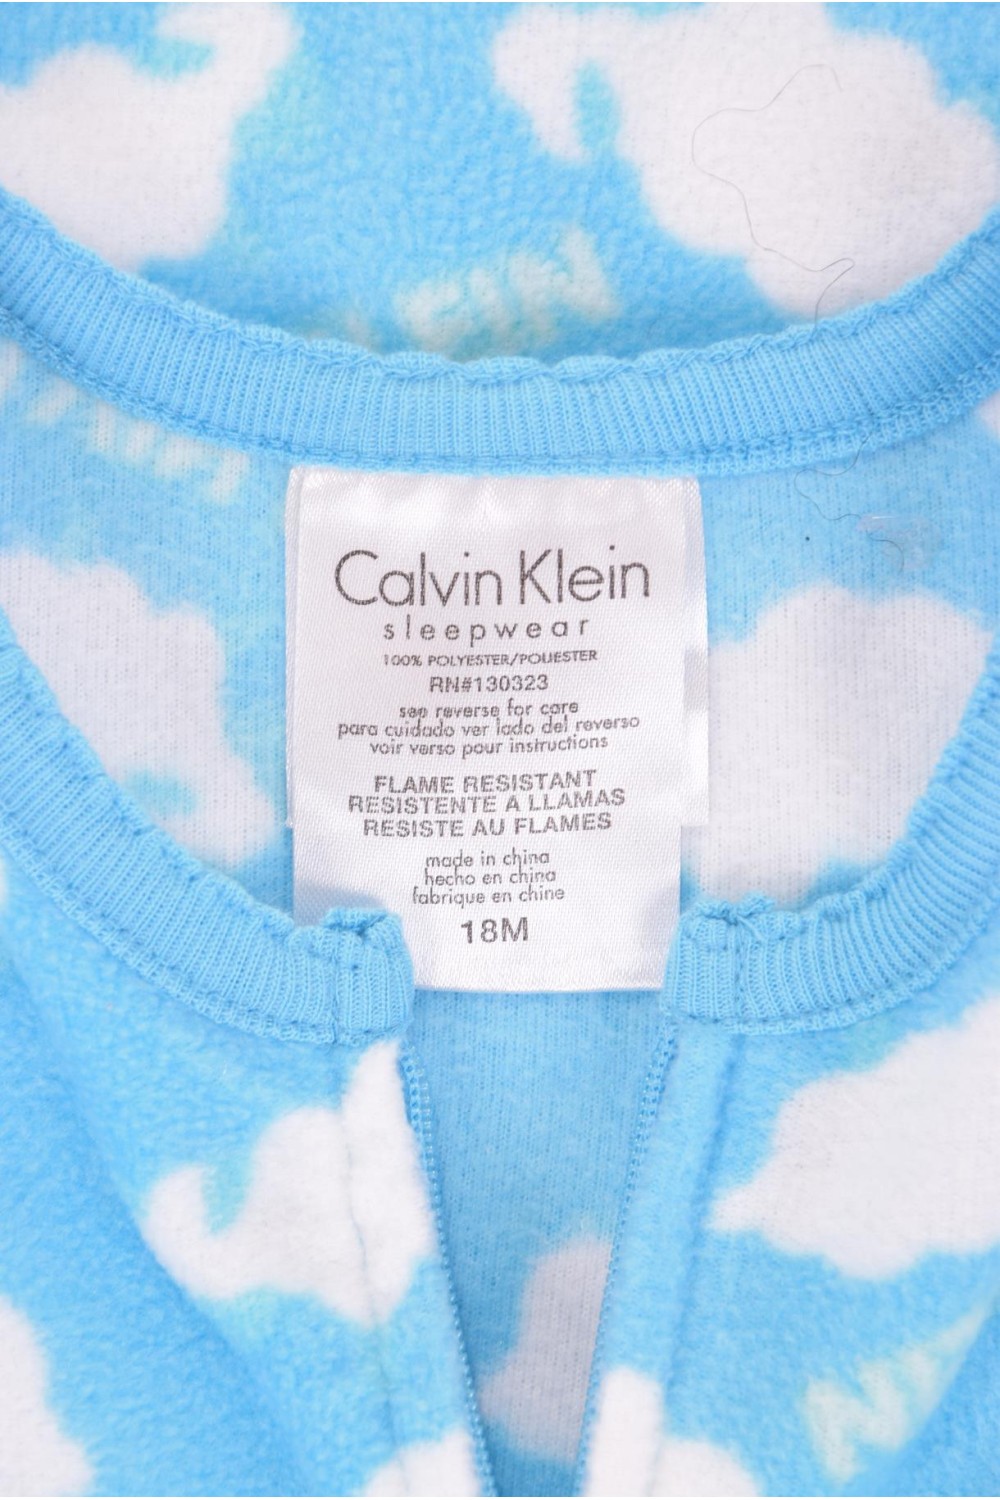 Calvin Klein
sleepwear
100% POLYESTER/POLIESTER
RN#130323
see reverse for care
para cuidado ver lado del reverso
voir verso pour instructions
FLAME RESISTANT
RESISTENTE A LLAMAS
RESISTE AU FLAMES
made in china
hecho en china
fabrique en chine
18M